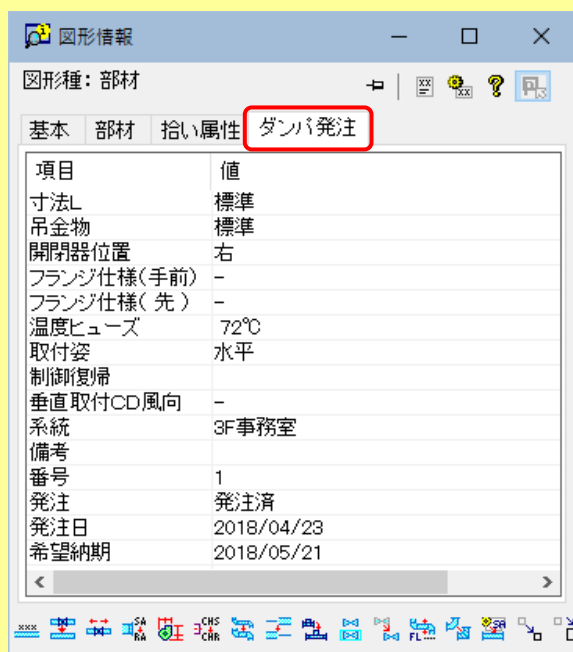 図形情報
図形種：部材
基本 部材 拾い属性 ダンパ発注
項目 値
寸法L 標準
吊金物 標準
開閉器位置 右
フランジ仕様(手前) −
フランジ仕様( 先 ) −
温度ヒューズ 72℃
取付姿 水平
制御復帰
垂直取付CD風向 −
系統 3F事務室
備考
番号 1
発注 発注済
発注日 2018/04/23
希望納期 2018/05/21